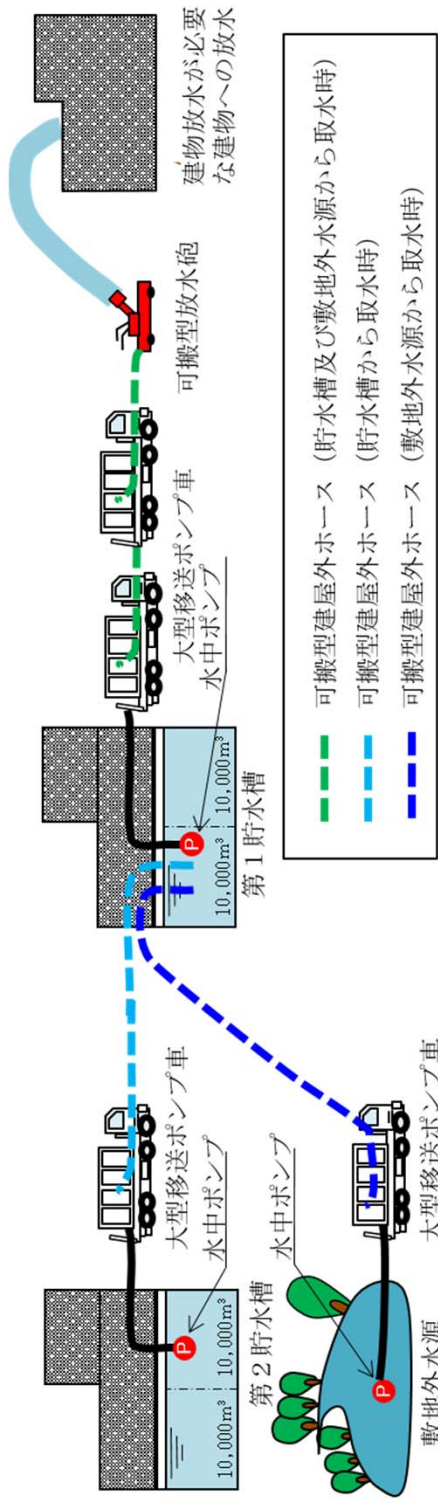 10,000m³
10,000m³
第2貯水槽
水中ポンプ
大型移送ポンプ車
敷地外水源
水中ポンプ
大型移送ポンプ車
10,000m³
10,000m³
第1貯水槽
水中ポンプ
大型移送ポンプ車
可搬型放水砲
建物放水が必要
な建物への放水
可搬型建屋外ホース（貯水槽及び敷地外水源から取水時）
可搬型建屋外ホース（貯水槽から取水時）
可搬型建屋外ホース（敷地外水源から取水時）
P
P
P